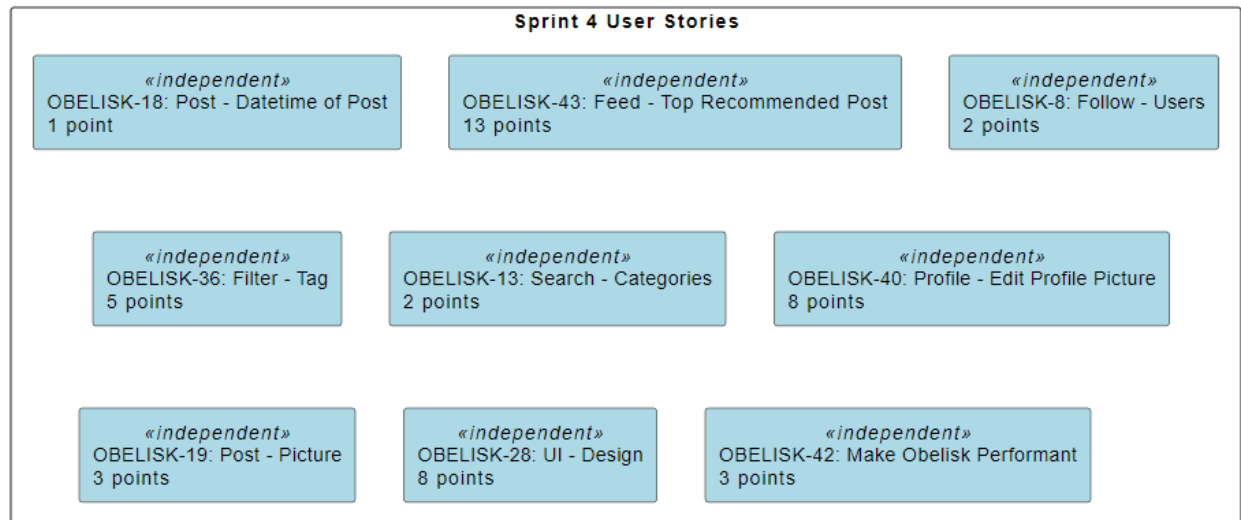 Sprint 4 User Stories
«independent»
OBELISK-18: Post - Datetime of Post
1 point
«independent»
OBELISK-43: Feed - Top Recommended Post
13 points
«independent»
OBELISK-8: Follow - Users
2 points
«independent»
OBELISK-36: Filter - Tag
5 points
«independent»
OBELISK-13: Search - Categories
2 points
«independent»
OBELISK-40: Profile - Edit Profile Picture
8 points
«independent»
OBELISK-19: Post - Picture
3 points
«independent»
OBELISK-28: UI - Design
8 points
«independent»
OBELISK-42: Make Obelisk Performant
3 points